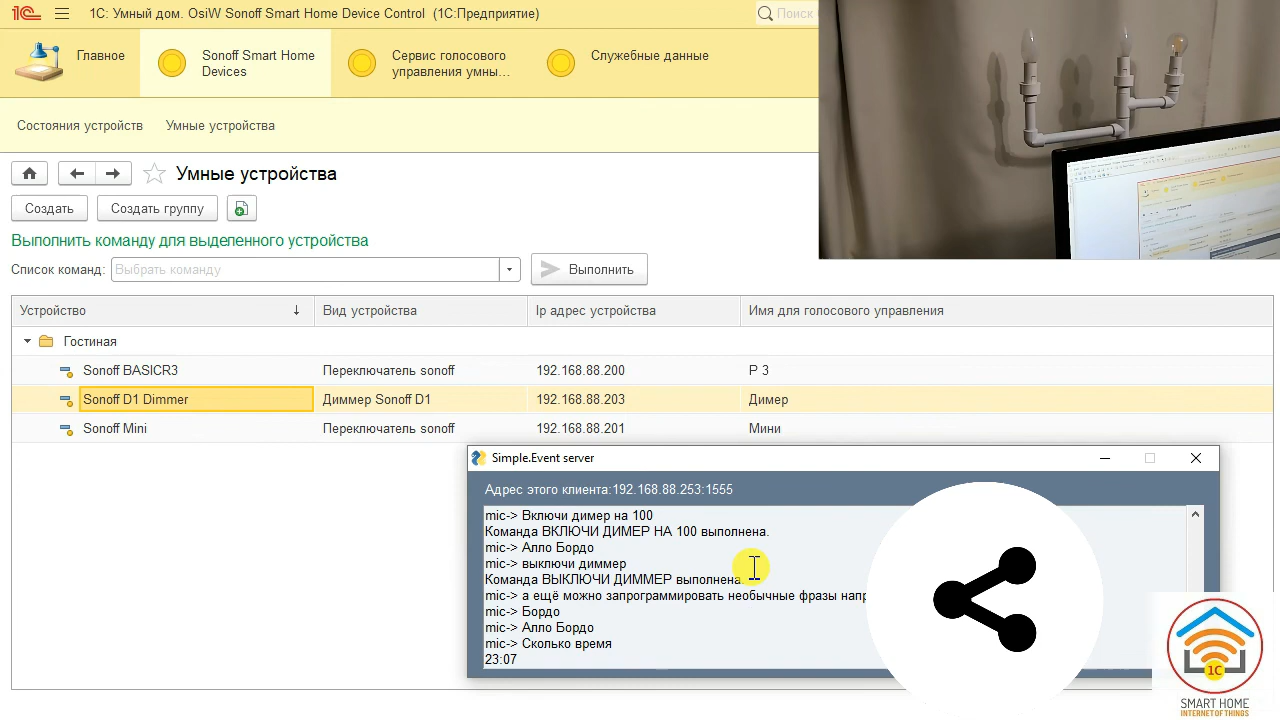 1С: Умный дом. OsiW Sonoff Smart Home Device Control (1С:Предприятие)
Поиск
Главное
Sonoff Smart Home
Devices
Сервис голосового
управления умны...
Служебные данные
Состояния устройств
Умные устройства
Умные устройства
Создать
Создать группу
Выполнить команду для выделенного устройства
Список команд:
Выбрать команду
Выполнить
Устройство
Вид устройства
Ip адрес устройства
Имя для голосового управления
Гостиная
Sonoff BASICR3
Переключатель sonoff
192.168.88.200
Р 3
Sonoff D1 Dimmer
Диммер Sonoff D1
192.168.88.203
Димер
Sonoff Mini
Переключатель sonoff
192.168.88.201
Мини
Simple.Event server
Адрес этого клиента:192.168.88.253:1555
mic-> Включи димер на 100
Команда ВКЛЮЧИ ДИМЕР НА 100 выполнена.
mic-> Алло Бордо
mic-> выключи диммер
Команда ВЫКЛЮЧИ ДИММЕР выполнена.
mic-> а ещё можно запрограммировать необычные фразы напр
mic-> Бордо
mic-> Алло Бордо
mic-> Сколько время
23:07
1С
SMART HOME
INTERNET OF THINGS